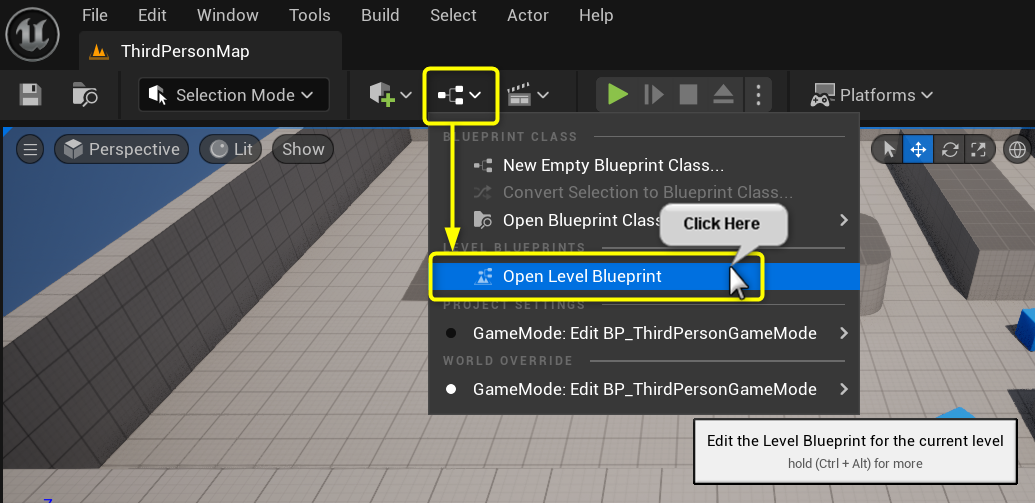 File Edit Window Tools Build Select Actor Help
ThirdPersonMap
Selection Mode Platforms
Perspective Lit Show
BLUEPRINT CLASS
New Empty Blueprint Class...
Convert Selection to Blueprint Class...
Open Blueprint Class
Click Here
LEVEL BLUEPRINTS
Open Level Blueprint
PROJECT SETTINGS
GameMode: Edit BP_ThirdPersonGameMode
WORLD OVERRIDE
GameMode: Edit BP_ThirdPersonGameMode
Edit the Level Blueprint for the current level
hold (Ctrl + Alt) for more